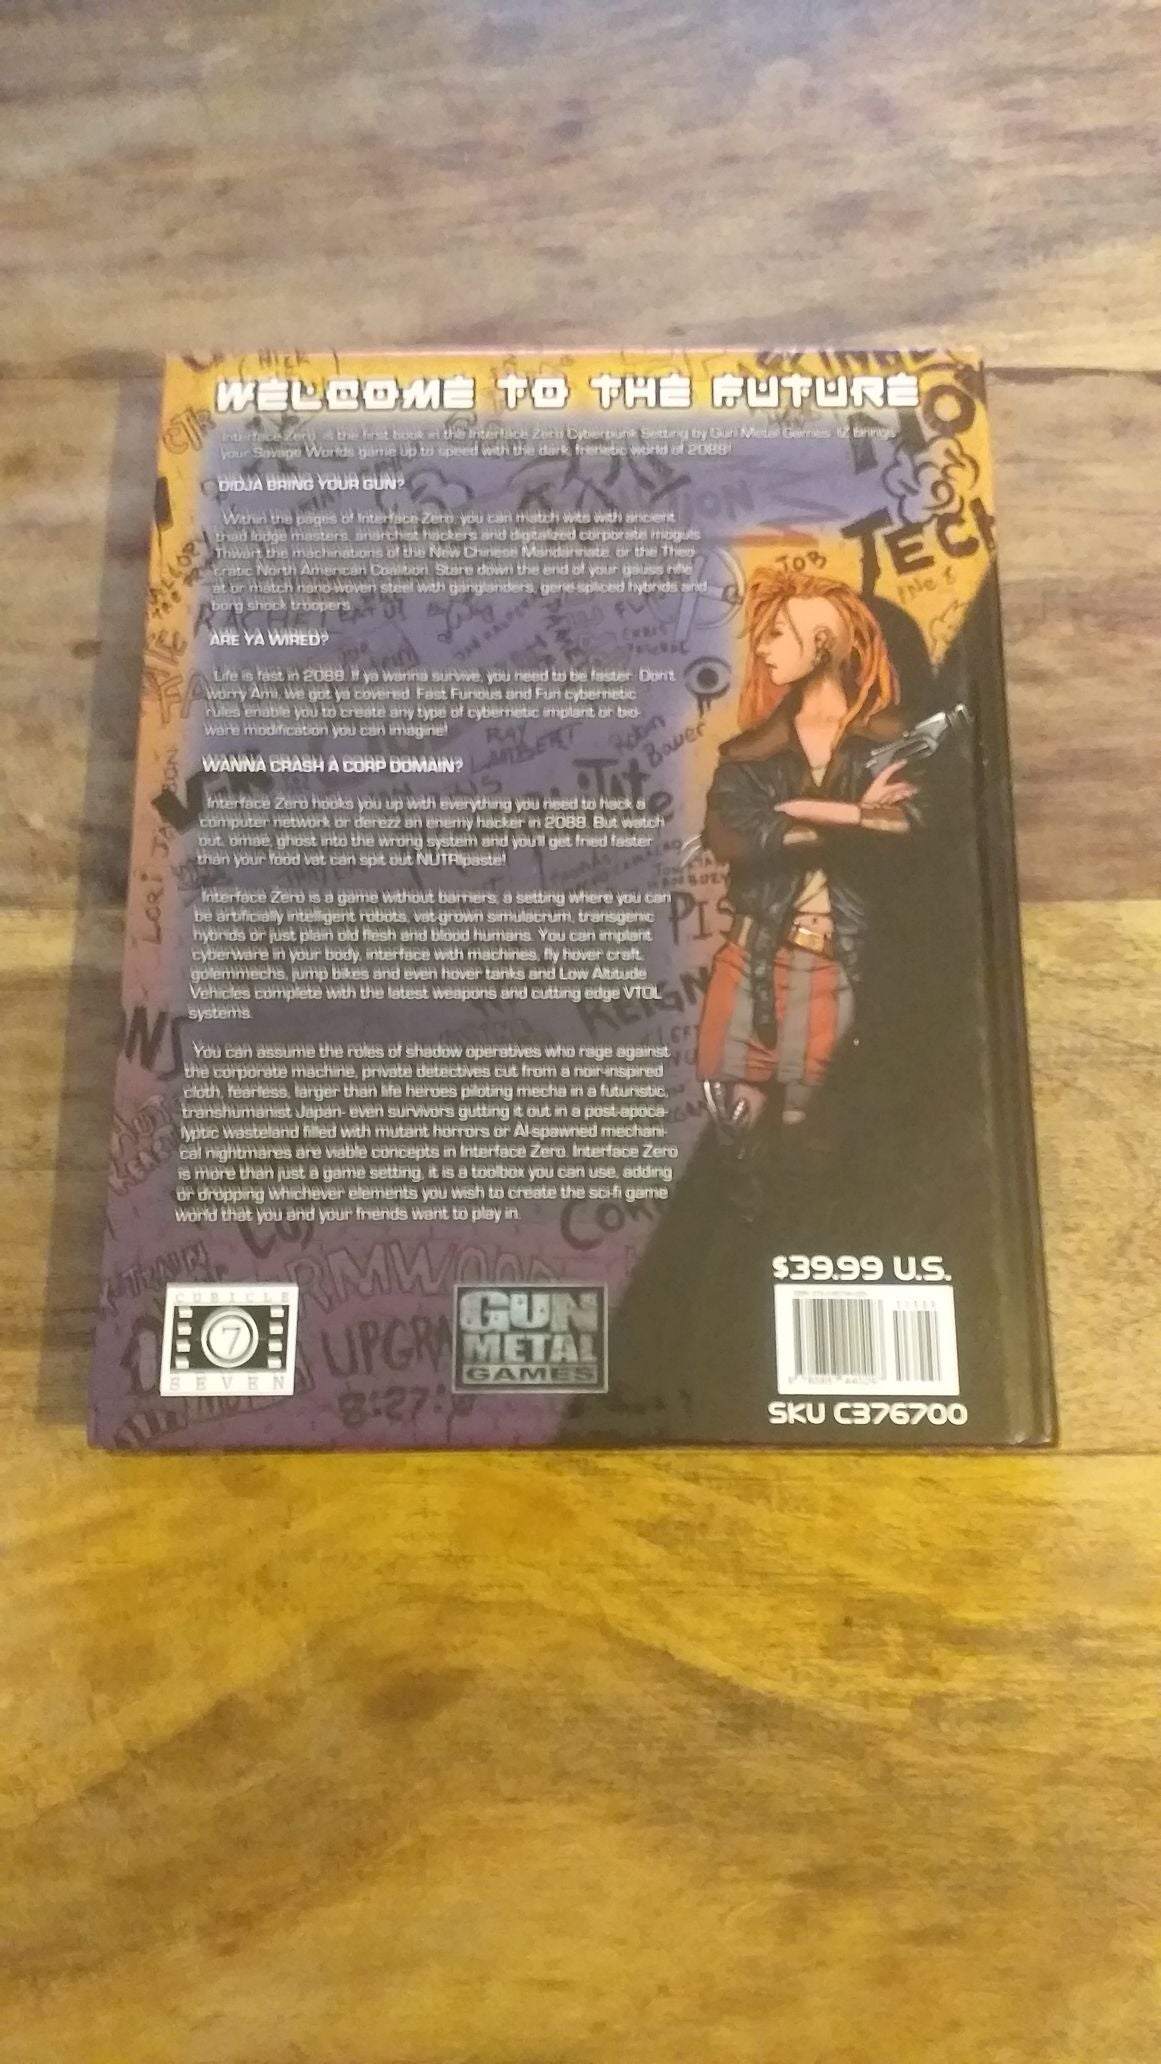 WELCOME TO THE FUTURE
Interface Zero is the first book in the Interface Zero Cyberpunk Setting by Gun Metal Games. IZ brings
your Savage Worlds game up to speed with the dark, frenetic world of 2088!
DIDJA BRING YOUR GUN?
Within the pages of Interface Zero, you can match wits with ancient
triad lodge masters, anarchist hackers and digitalized corporate moguls.
Thwart the machinations of the New Chinese Mandarinate, or the Theo-
cratic North American Coalition. Stare down the end of your gauss rifle
at or match nano-woven steel with ganglanders, gene-spliced hybrids and
borg shock troopers.
ARE YA WIRED?
Life is fast in 2088. If ya wanna survive, you need to be faster. Don't
worry Ami, we got ya covered. Fast Furious and Fun cybernetic
rules enable you to create any type of cybernetic implant or bio-
ware modification you can imagine!
WANNA CRASH A CORP DOMAIN?
Interface Zero hooks you up with everything you need to hack a
computer network or derezz an enemy hacker in 2088. But watch
out, omae, ghost into the wrong system and you'll get fried faster
than your food vat can spit out NUTRIpaste!
Interface Zero is a game without barriers, a setting where you can
be artificially intelligent robots, vat-grown simulacrum, transgenic
hybrids or just plain old flesh and blood humans. You can implant
cyberware in your body, interface with machines, fly hover craft,
golemmechs, jump bikes and even hover tanks and Low Altitude
Vehicles complete with the latest weapons and cutting edge VTOL
systems.
You can assume the roles of shadow operatives who rage against
the corporate machine, private detectives cut from a noir-inspired
cloth, fearless, larger than life heroes piloting mecha in a futuristic,
transhumanist Japan- even survivors gutting it out in a post-apoca-
lyptic wasteland filled with mutant horrors or AI-spawned mechani-
cal nightmares are viable concepts in Interface Zero. Interface Zero
is more than just a game setting, it is a toolbox you can use, adding
or dropping whichever elements you wish to create the sci-fi game
world that you and your friends want to play in.
TECH
JOB
RAY
LAMBERT
Robin
Bower
PIS
REIGN
UPGRA
8:27:
CUBICLE
7
SEVEN
GUN
METAL
GAMES
$39.99 U.S.
SKU C376700